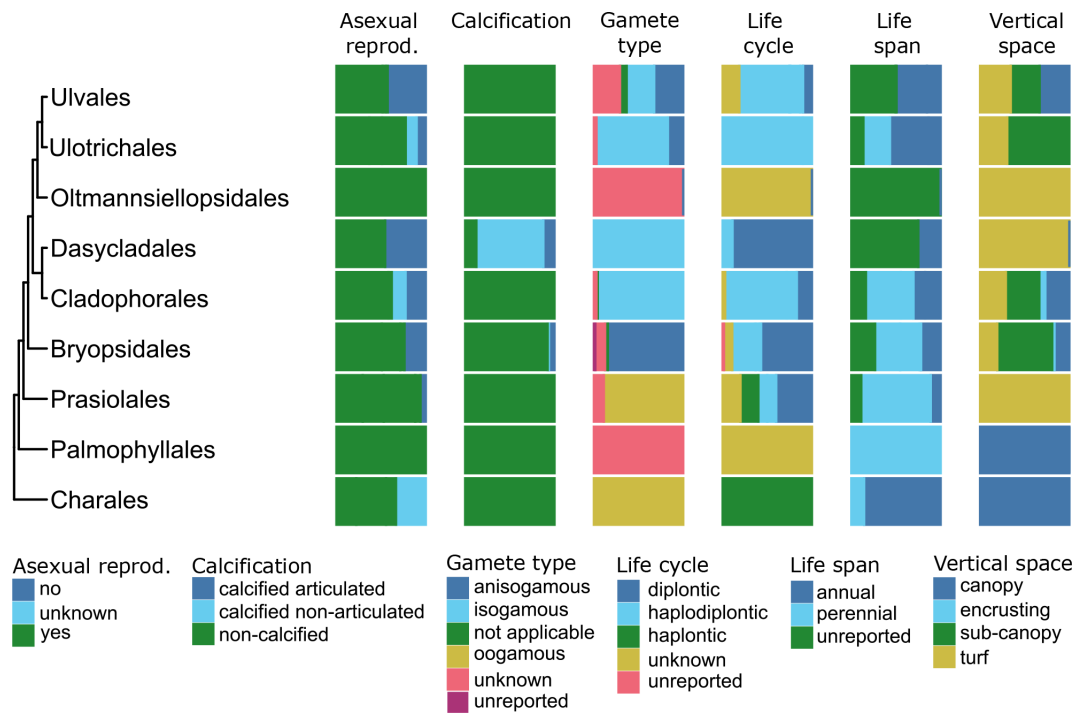 Asexual
reprod.
Calcification
Gamete
type
Life
cycle
Life
span
Vertical
space
Ulvales
Ulotrichales
Oltmannsiellopsidales
Dasycladales
Cladophorales
Bryopsidales
Prasiolales
Palmophyllales
Charales
Asexual reprod.
no
unknown
yes
Calcification
calcified articulated
calcified non-articulated
non-calcified
Gamete type
anisogamous
isogamous
not applicable
oogamous
unknown
unreported
Life cycle
diplontic
haplodiplontic
haplontic
unknown
unreported
Life span
annual
perennial
unreported
Vertical space
canopy
encrusting
sub-canopy
turf